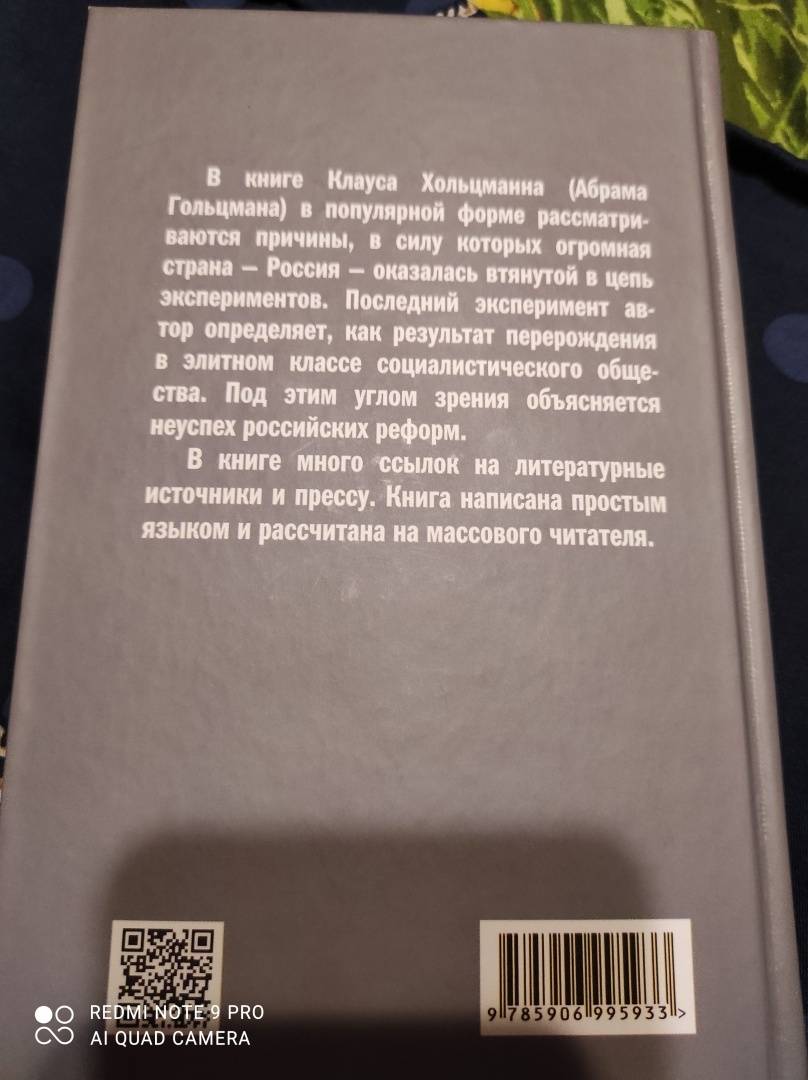 В книге Клауса Хольцманна (Абрама
Гольцмана) в популярной форме рассматри-
ваются причины, в силу которых огромная
страна – Россия – оказалась втянутой в цепь
экспериментов. Последний эксперимент ав-
тор определяет, как результат перерождения
в элитном классе социалистического обще-
ства. Под этим углом зрения объясняется
неуспех российских реформ.
В книге много ссылок на литературные
источники и прессу. Книга написана простым
языком и рассчитана на массового читателя.
9 785906 995933 >
REDMI NOTE 9 PRO
AI QUAD CAMERA